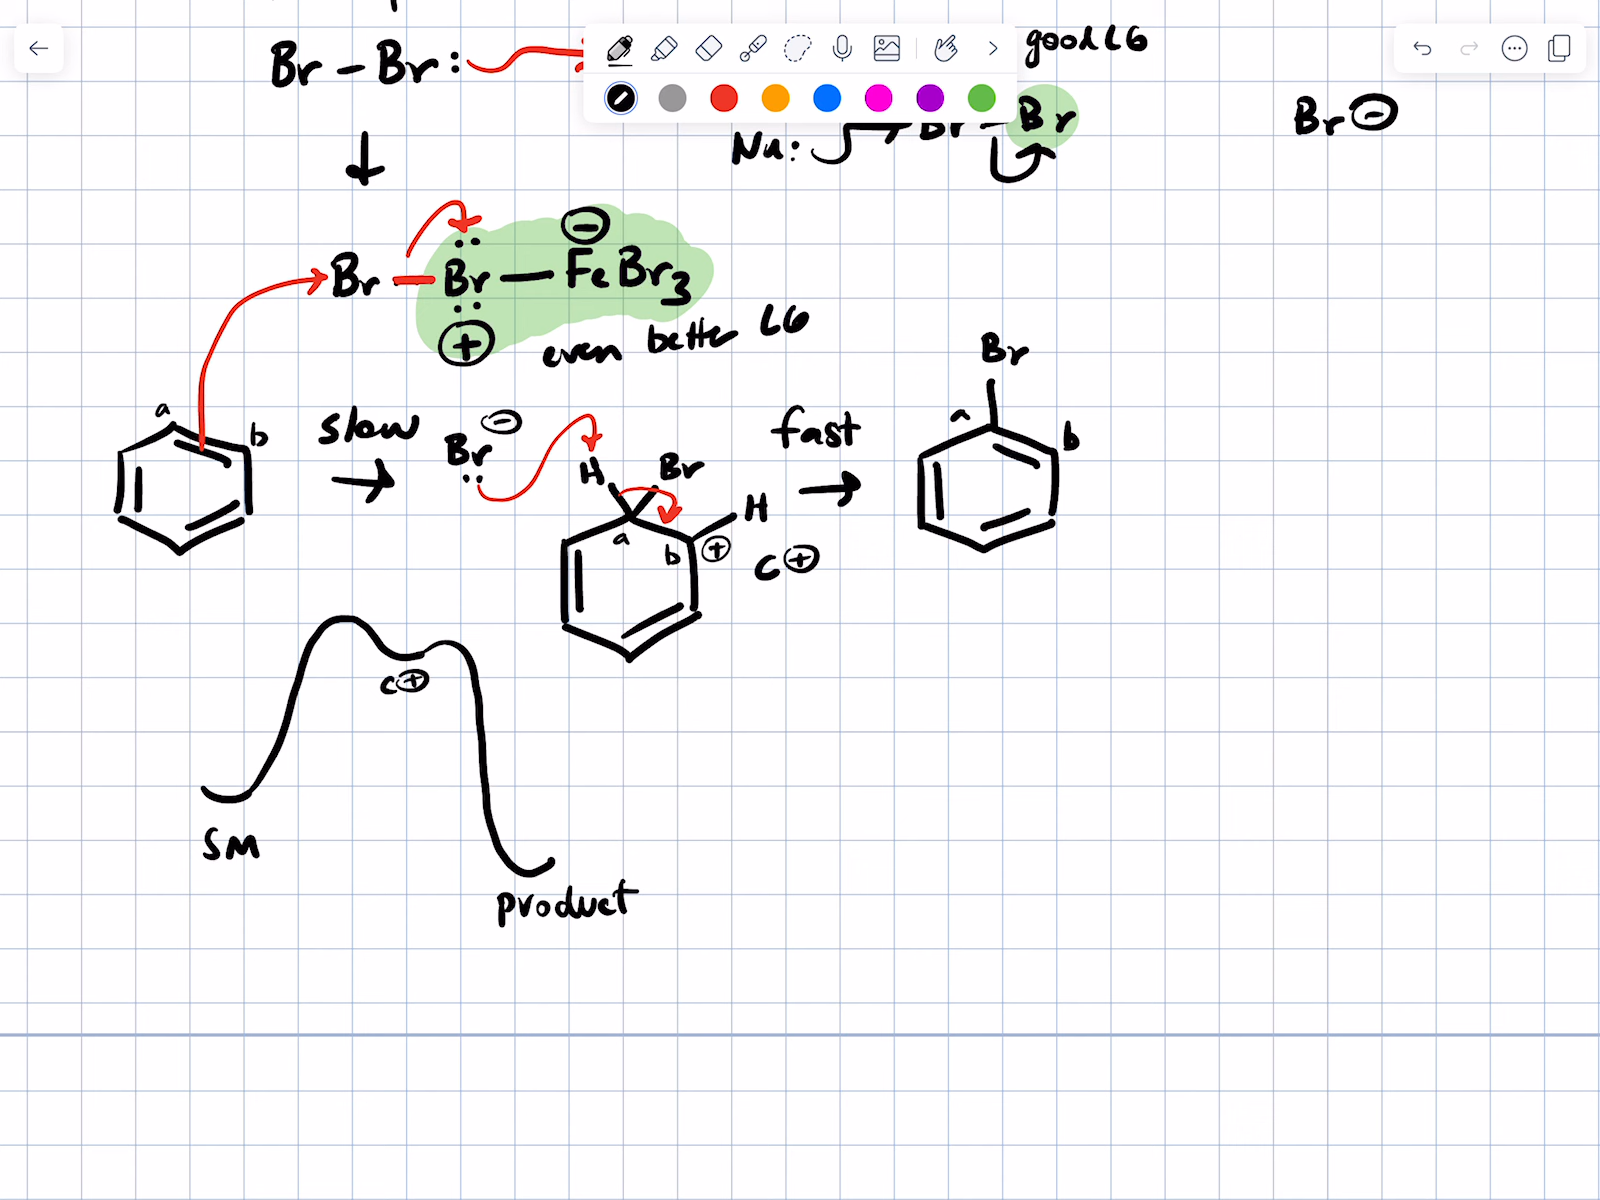 Br – Br :
good LG
Nu: Br – Br
Br ⊖
Br – Br – FeBr3
⊖
⊕
even better LG
Br
a
b
slow
Br ⊖
H
Br
H
a
b
⊕
C ⊕
fast
a
b
C ⊕
SM
product